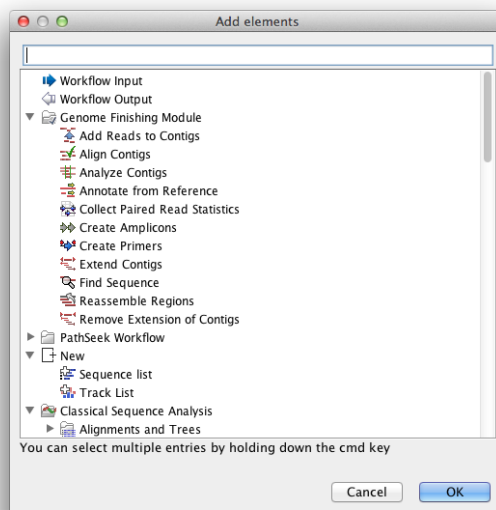 Add elements
Workflow Input
Workflow Output
Genome Finishing Module
Add Reads to Contigs
Align Contigs
Analyze Contigs
Annotate from Reference
Collect Paired Read Statistics
Create Amplicons
Create Primers
Extend Contigs
Find Sequence
Reassemble Regions
Remove Extension of Contigs
PathSeek Workflow
New
Sequence list
Track List
Classical Sequence Analysis
Alignments and Trees
You can select multiple entries by holding down the cmd key
Cancel OK